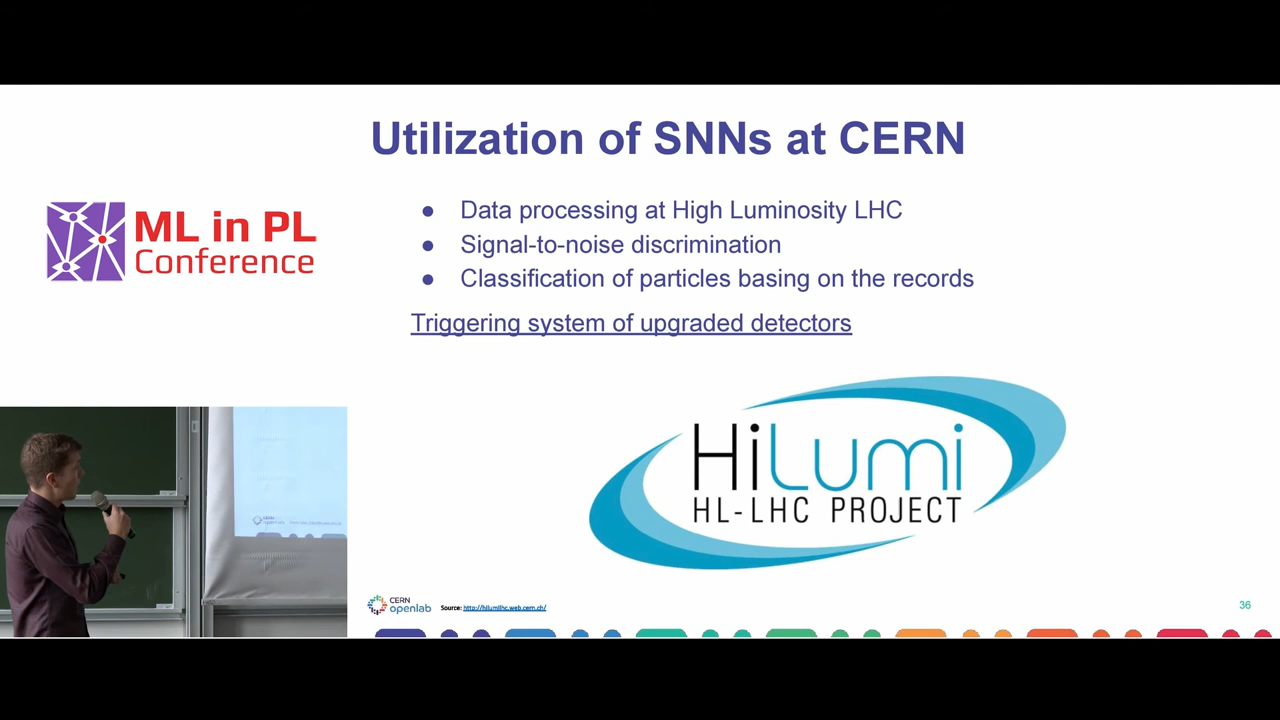 Utilization of SNNs at CERN
ML in PL
Conference
● Data processing at High Luminosity LHC
● Signal-to-noise discrimination
● Classification of particles basing on the records
Triggering system of upgraded detectors
HiLumi
HL-LHC PROJECT
CERN
openlab
Source: http://hilumilhc.web.cern.ch/
36